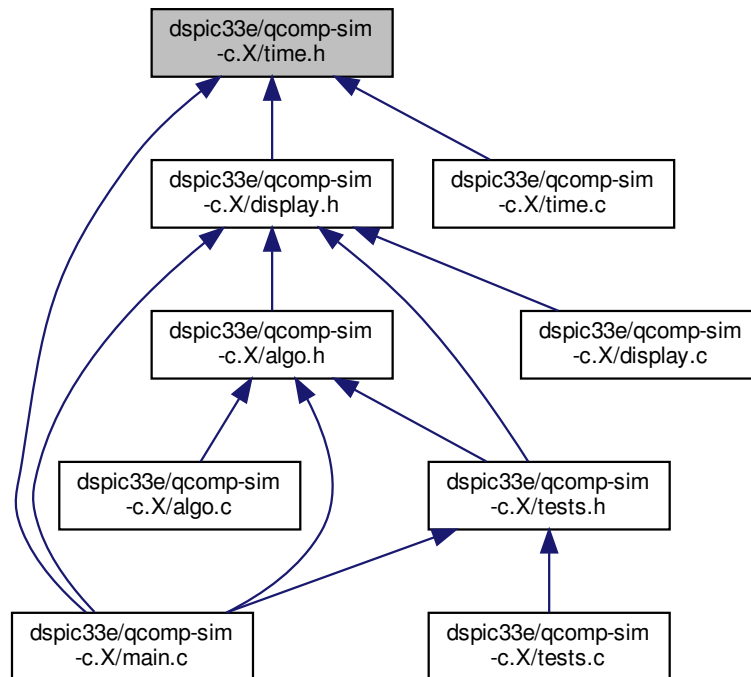 dspic33e/qcomp-sim
-c.X/time.h
dspic33e/qcomp-sim
-c.X/display.h
dspic33e/qcomp-sim
-c.X/time.c
dspic33e/qcomp-sim
-c.X/algo.h
dspic33e/qcomp-sim
-c.X/display.c
dspic33e/qcomp-sim
-c.X/algo.c
dspic33e/qcomp-sim
-c.X/tests.h
dspic33e/qcomp-sim
-c.X/main.c
dspic33e/qcomp-sim
-c.X/tests.c